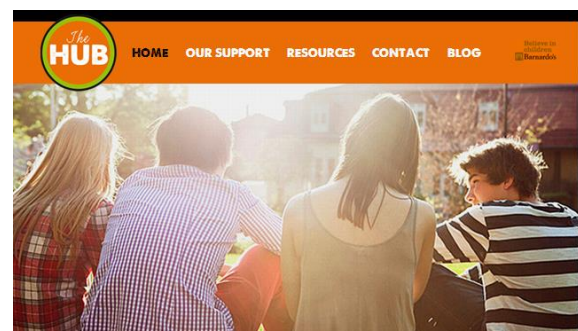 The
HUB
HOME OUR SUPPORT RESOURCES CONTACT BLOG
Believe in
children
Barnardo's